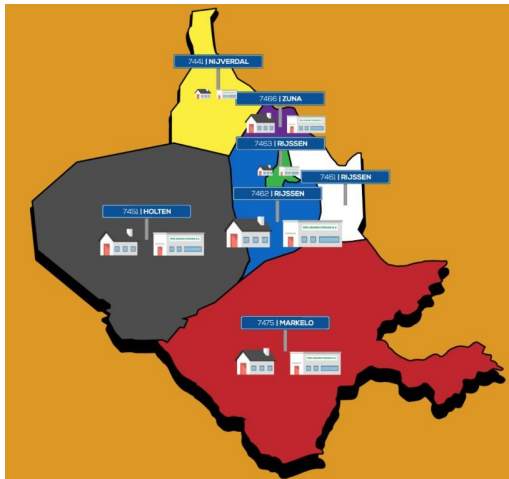 7441 | NIJVERDAL
7466 | ZUNA
7463 | RIJSSEN
7461 | RIJSSEN
7462 | RIJSSEN
7451 | HOLTEN
7475 | MARKELO